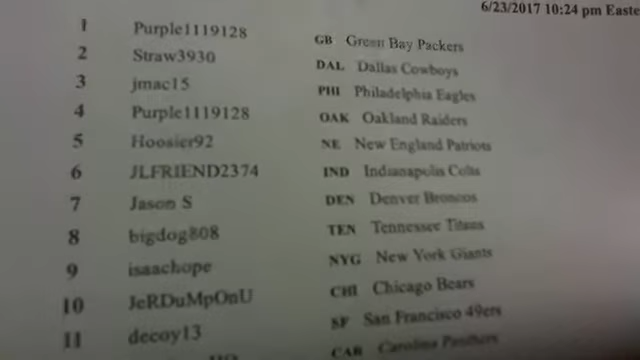 6/23/2017 10:24 pm Easte
1 Purple1119128 GB Green Bay Packers
2 Straw3930 DAL Dallas Cowboys
3 jmac15 PHI Philadelphia Eagles
4 Purple1119128 OAK Oakland Raiders
5 Hoosier92 NE New England Patriots
6 JLFRIEND2374 IND Indianapolis Colts
7 Jason S DEN Denver Broncos
8 bigdog808 TEN Tennessee Titans
9 isaachope NYG New York Giants
10 JeRDuMpOnU CHI Chicago Bears
11 decoy13 SF San Francisco 49ers
CAR Carolina Panthers